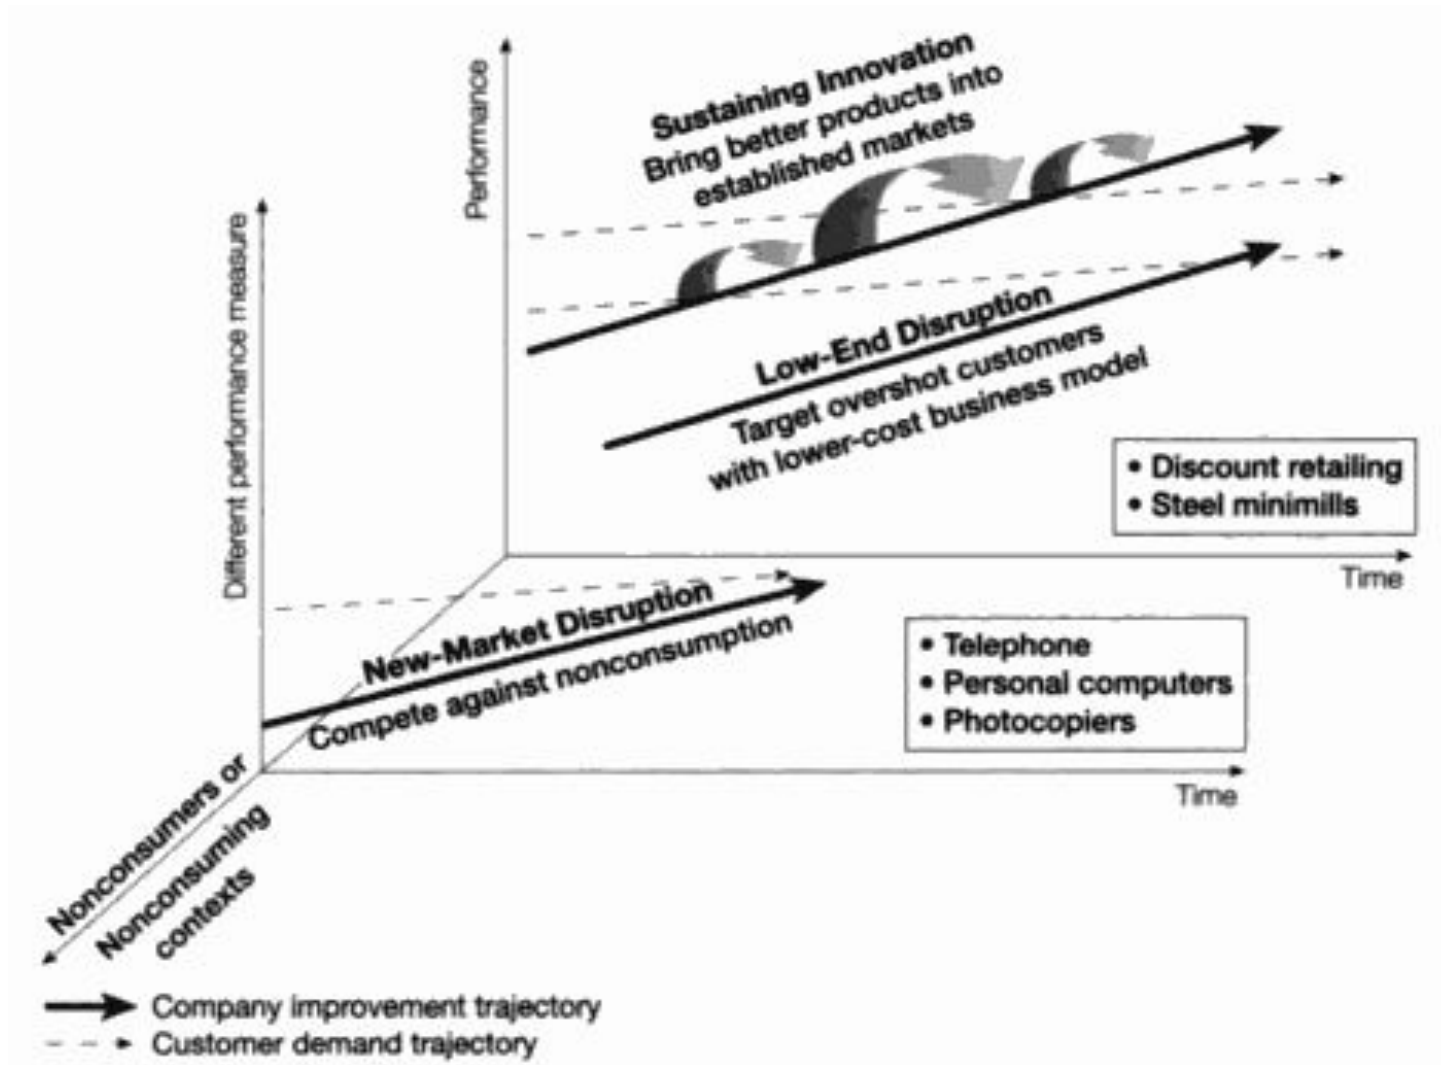 Performance
Sustaining Innovation
Bring better products into
established markets
Different performance measure
Low-End Disruption
Target overshot customers
with lower-cost business model
• Discount retailing
• Steel minimills
Time
New-Market Disruption
Compete against nonconsumption
• Telephone
• Personal computers
• Photocopiers
Time
Nonconsumers or
Nonconsuming
contexts
Company improvement trajectory
Customer demand trajectory